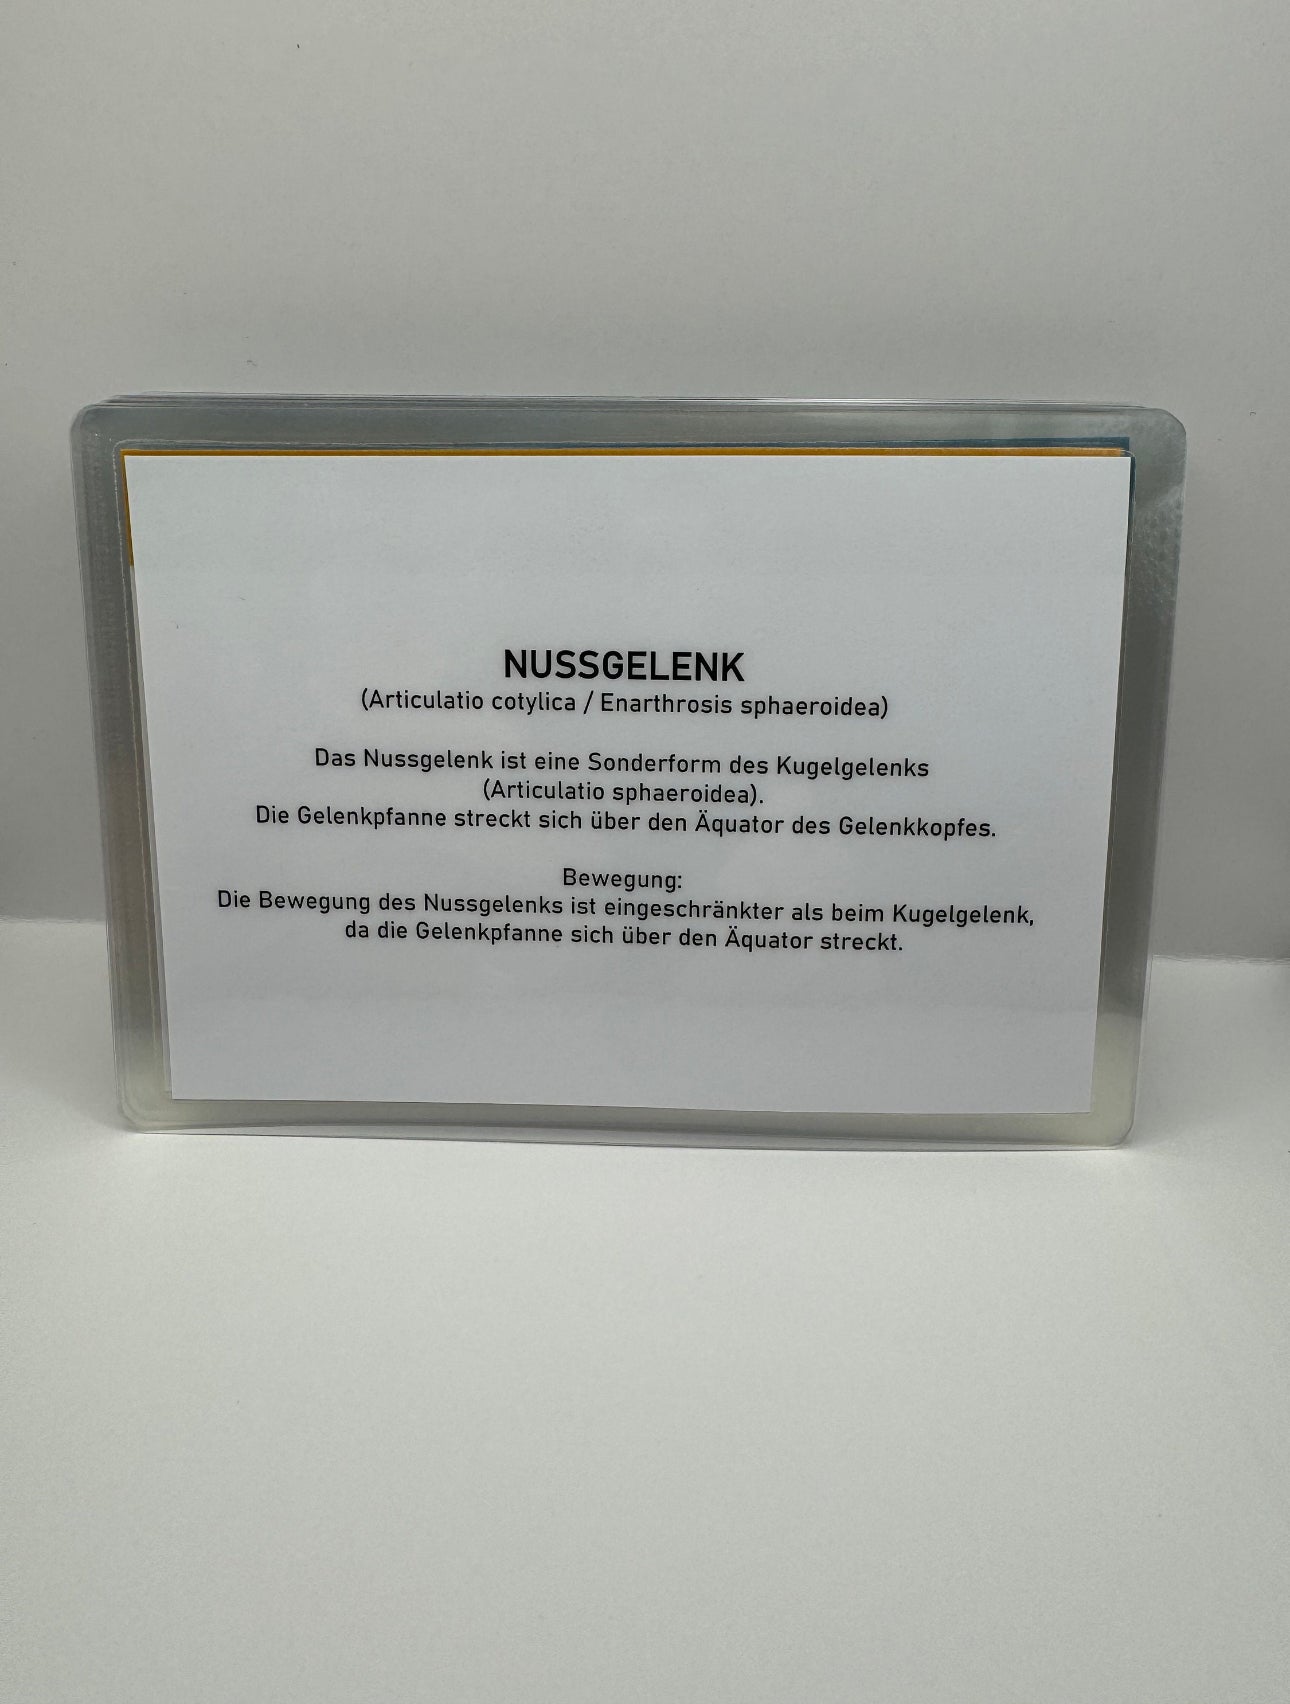 NUSSGELENK
(Articulatio cotylica / Enarthrosis sphaeroidea)
Das Nussgelenk ist eine Sonderform des Kugelgelenks
(Articulatio sphaeroidea).
Die Gelenkpfanne streckt sich über den Äquator des Gelenkkopfes.
Bewegung:
Die Bewegung des Nussgelenks ist eingeschränkter als beim Kugelgelenk,
da die Gelenkpfanne sich über den Äquator streckt.